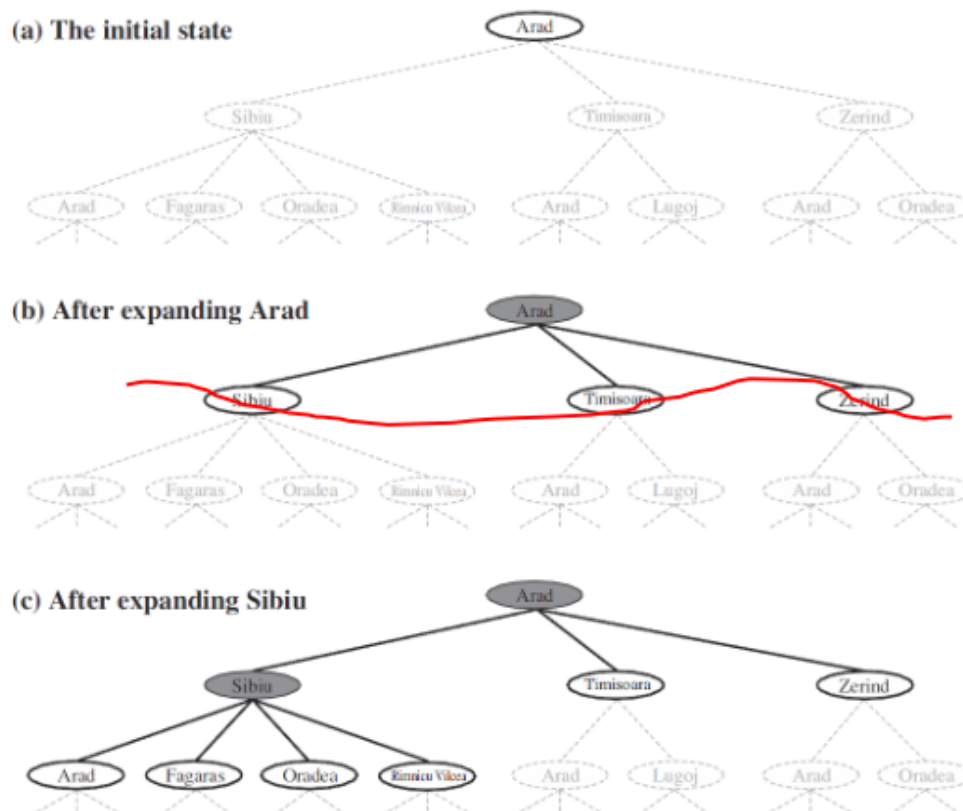 (a) The initial state
Arad
Sibiu Timisoara Zerind
Arad Fagaras Oradea Rimnicu Vilcea Arad Lugoj Arad Oradea
(b) After expanding Arad
Arad
Sibiu Timisoara Zerind
Arad Fagaras Oradea Rimnicu Vilcea Arad Lugoj Arad Oradea
(c) After expanding Sibiu
Arad
Sibiu Timisoara Zerind
Arad Fagaras Oradea Rimnicu Vilcea Arad Lugoj Arad Oradea